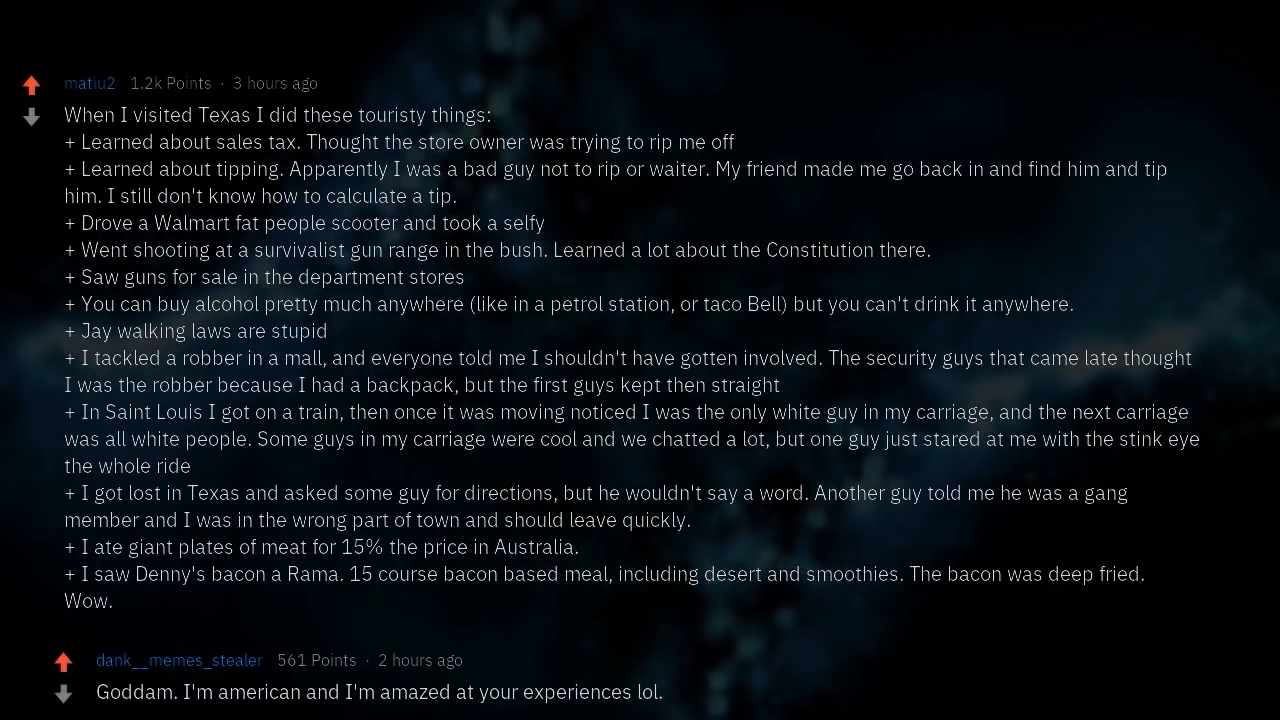 matiu2 1.2k Points · 3 hours ago
When I visited Texas I did these touristy things:
+ Learned about sales tax. Thought the store owner was trying to rip me off
+ Learned about tipping. Apparently I was a bad guy not to rip or waiter. My friend made me go back in and find him and tip
him. I still don't know how to calculate a tip.
+ Drove a Walmart fat people scooter and took a selfy
+ Went shooting at a survivalist gun range in the bush. Learned a lot about the Constitution there.
+ Saw guns for sale in the department stores
+ You can buy alcohol pretty much anywhere (like in a petrol station, or taco Bell) but you can't drink it anywhere.
+ Jay walking laws are stupid
+ I tackled a robber in a mall, and everyone told me I shouldn't have gotten involved. The security guys that came late thought
I was the robber because I had a backpack, but the first guys kept then straight
+ In Saint Louis I got on a train, then once it was moving noticed I was the only white guy in my carriage, and the next carriage
was all white people. Some guys in my carriage were cool and we chatted a lot, but one guy just stared at me with the stink eye
the whole ride
+ I got lost in Texas and asked some guy for directions, but he wouldn't say a word. Another guy told me he was a gang
member and I was in the wrong part of town and should leave quickly.
+ I ate giant plates of meat for 15% the price in Australia.
+ I saw Denny's bacon a Rama. 15 course bacon based meal, including desert and smoothies. The bacon was deep fried.
Wow.
dank__memes_stealer 561 Points · 2 hours ago
Goddam. I'm american and I'm amazed at your experiences lol.